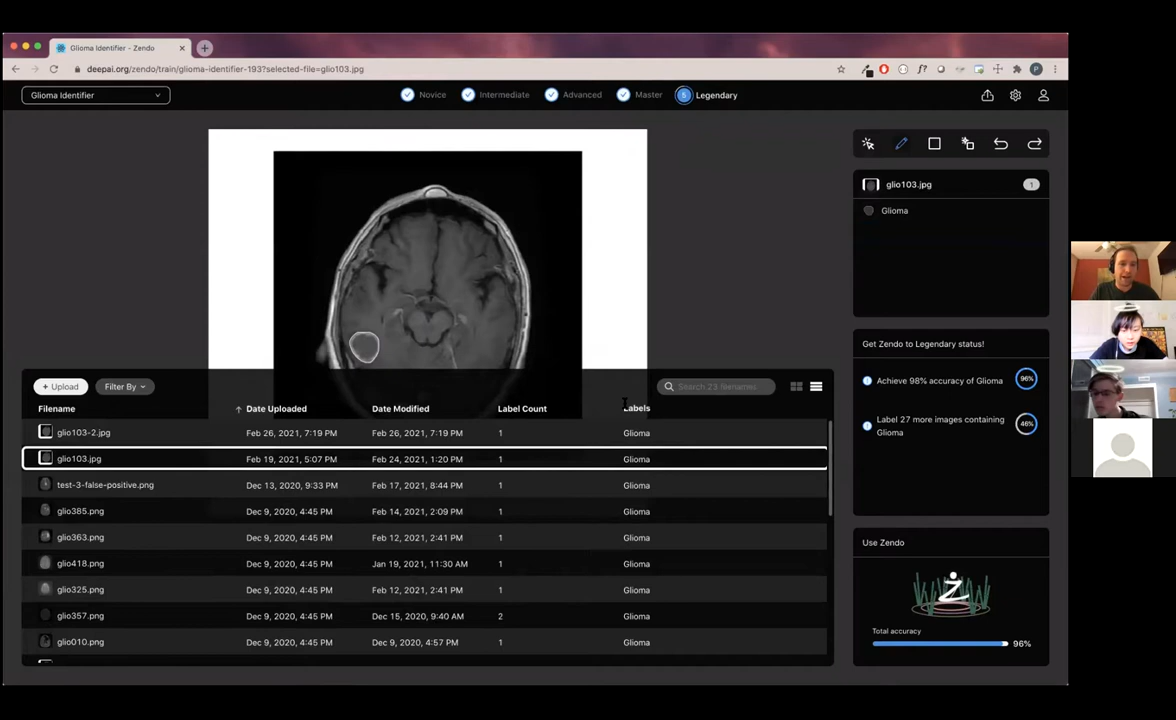 Glioma Identifier - Zendo
deepai.org/zendo/train/glioma-identifier-193?selected-file=glio103.jpg
Glioma Identifier
Novice
Intermediate
Advanced
Master
5 Legendary
glio103.jpg 1
Glioma
Get Zendo to Legendary status!
Achieve 98% accuracy of Glioma 96%
Label 27 more images containing
Glioma
46%
+ Upload
Filter By
Search 23 filenames
Filename Date Uploaded Date Modified Label Count Labels
glio103-2.jpg Feb 26, 2021, 7:19 PM Feb 26, 2021, 7:19 PM 1 Glioma
glio103.jpg Feb 19, 2021, 5:07 PM Feb 24, 2021, 1:20 PM 1 Glioma
test-3-false-positive.png Dec 13, 2020, 9:33 PM Feb 17, 2021, 8:44 PM 1 Glioma
glio385.png Dec 9, 2020, 4:45 PM Feb 14, 2021, 2:09 PM 1 Glioma
glio363.png Dec 9, 2020, 4:45 PM Feb 12, 2021, 2:41 PM 1 Glioma
glio418.png Dec 9, 2020, 4:45 PM Jan 19, 2021, 11:30 AM 1 Glioma
glio325.png Dec 9, 2020, 4:45 PM Feb 12, 2021, 2:41 PM 1 Glioma
glio357.png Dec 9, 2020, 4:45 PM Dec 15, 2020, 9:40 AM 2 Glioma
glio010.png Dec 9, 2020, 4:45 PM Dec 9, 2020, 4:57 PM 1 Glioma
Use Zendo
Total accuracy
96%